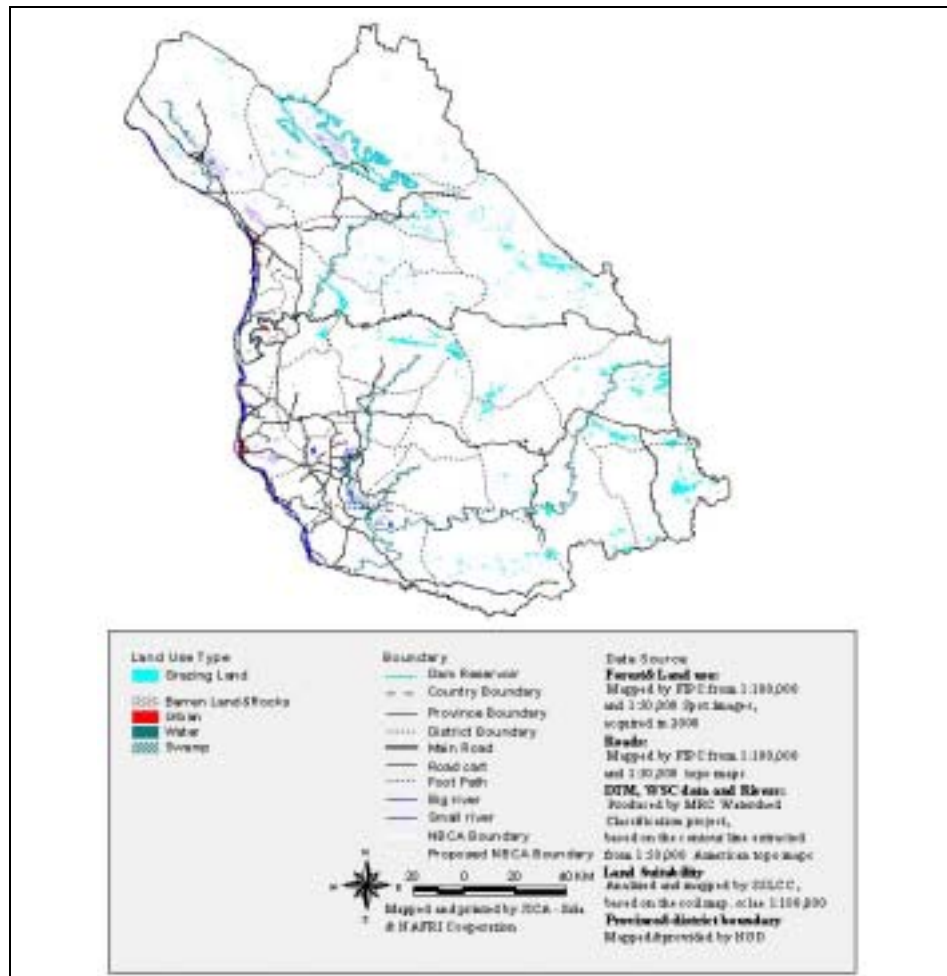 Land Use Type
Grazing Land
Barren Land&Rocks
Urban
Water
Swamp
Boundary
Dam Reservoir
Country Boundary
Province Boundary
District Boundary
Main Road
Road cart
Foot Path
Big river
Small river
NBCA Boundary
Proposed NBCA Boundary
20 0 20 40 KM
Mapped and printed by JICA -
& NAFRI Cooperation
Data Source
Forest& Land use:
Mapped by FIPC from 1:100,000
and 1:50,000 Spot images,
acquired in 2000
Roads:
Mapped by FIPC from 1:100,000
and 1:50,000 topo maps
DTM, WSC data and Rivers:
Produced by MRC Watershed
Classification project,
based on the contour line extracted
from 1:50,000 American topo maps
Land Suitability
Analized and mapped by SSLCC,
based on the soil map, 1:100,000
Province& district boundary
Mapped&provided by NGD